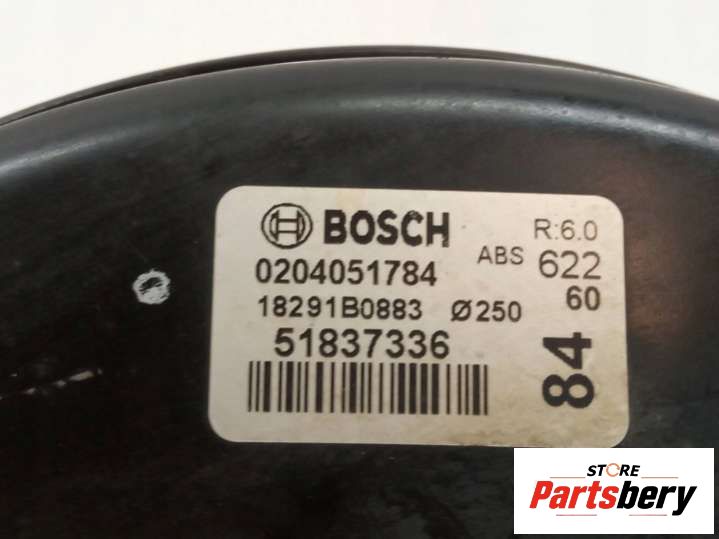 BOSCH R:6.0
0204051784 ABS 622
18291B0883 Ø250 60
51837336
84
STORE
Partsbery